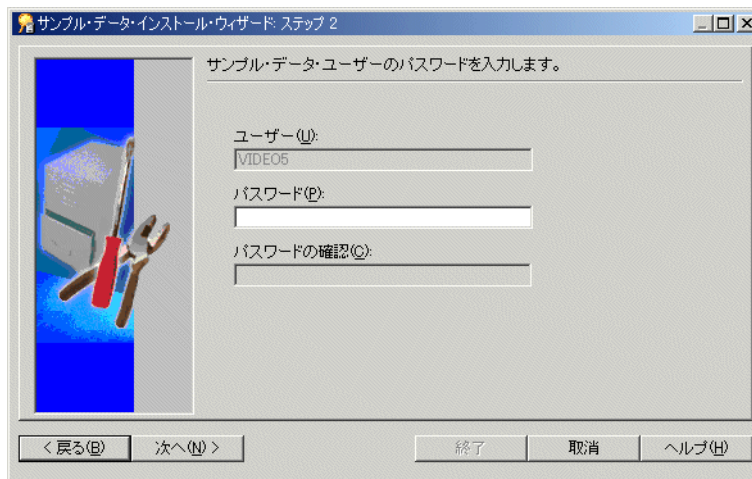 サンプル・データ・インストール・ウィザード: ステップ 2
サンプル・データ・ユーザーのパスワードを入力します。
ユーザー(U):
VIDEO5
パスワード(P):
パスワードの確認(C):
< 戻る(B)
次へ(N) >
終了
取消
ヘルプ(H)